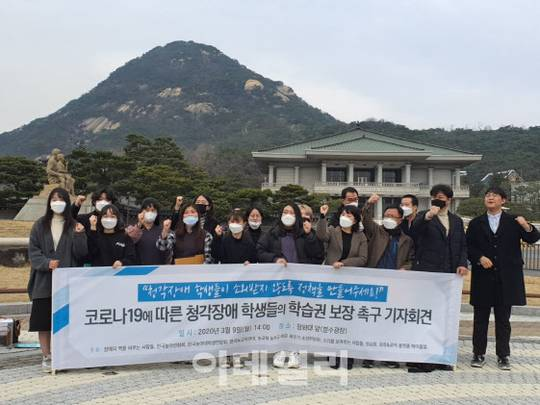 "청각장애 학생들이 소외받지 않도록 정책을 만들어주세요!"
코로나19에 따른 청각장애 학생들의 학습권 보장 촉구 기자회견
일시 : 2020년 3월 9일(월) 14:00 장소 : 청와대 앞(분수광장)
이데일리